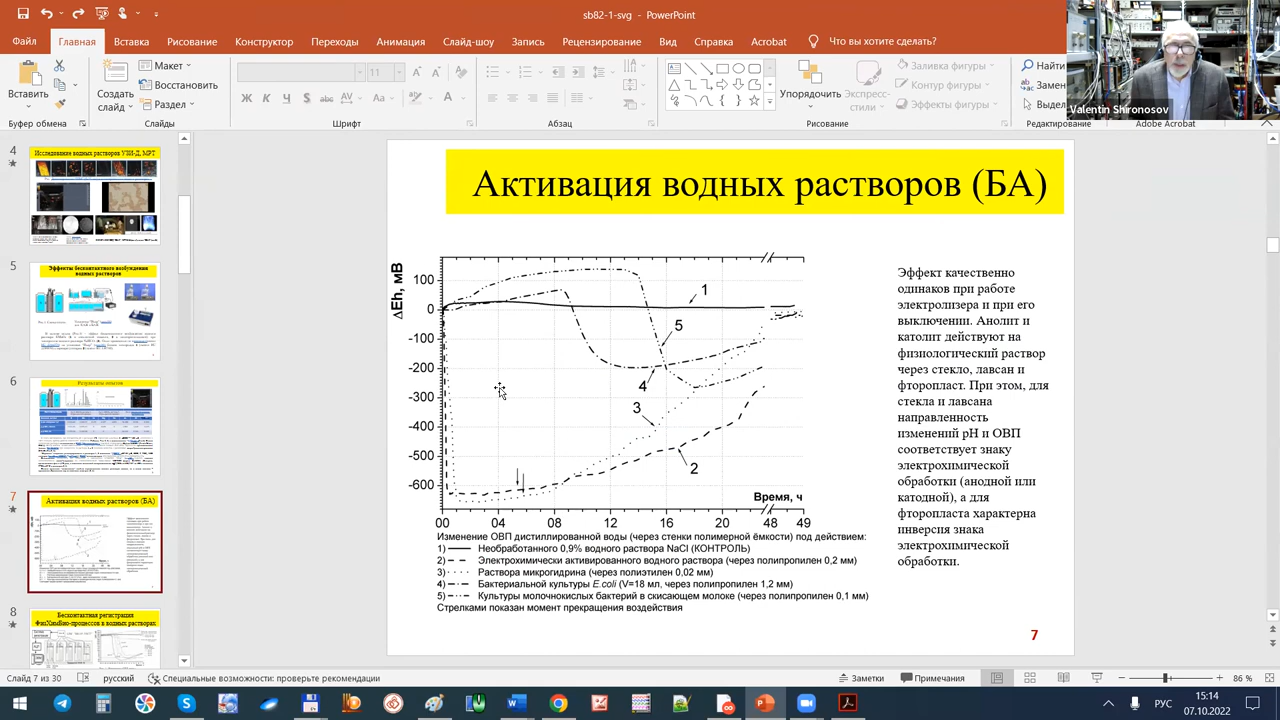 sb82-1-svg - PowerPoint
Файл Главная Вставка Рисование Конструктор Переходы Анимация Рецензирование Вид Справка Acrobat Что вы хотите сделать?
Valentin Shironosov
Вставить
Создать слайд
Макет
Восстановить
Раздел
Ж К Ч S abc
Упорядочить
Экспресс-стили
Заливка фигуры
Контур фигуры
Эффекты фигуры
Найти
Замен
Выдел
Буфер обмена Слайды Шрифт Абзац Рисование Редактирование Adobe Acrobat
Исследование водных растворов УЗИ-Д, МРТ
Эффекты бесконтактного возбуждения
водных растворов
Результаты опытов
7
Активация водных растворов (БА)
8
Бесконтактная регистрация
ФизХимБио-процессов в водных растворах
Активация водных растворов (БА)
ΔEh, мВ
100
0
-100
-200
-300
-400
-500
-600
1
5
4
3
2
00 04 08 12 16 20 48 49
Изменение ОВП дистиллированной воды (через стенки полимерной емкости) под действием:
1) Необработанного водного раствора NaCl (КОНТРОЛЬ)
2) Электрохимически активированного водного раствора (через полипропилен 0,2 мм)
3) Раствора микрогидрина (через полиэтилен 0,02 мм)
4) Бактериальной культуры E.coli (V=18 мл, через полипропилен 1,2 мм)
5) Культуры молочнокислых бактерий в скисающем молоке (через полипропилен 0,1 мм)
Стрелками показан момент прекращения воздействия
Эффект качественно
одинаков при работе
электролизера и при его
выключении. Анолит и
католит действуют на
физиологический раствор
через стекло, лавсан и
фторопласт. При этом, для
стекла и лавсана
направленность
изменений рН и ОВП
соответствует знаку
электрохимической
обработки (анодной или
катодной), а для
фторопласта характерна
инверсия знака
электрохимической
обработки.
7
Слайд 7 из 30 русский Специальные возможности: проверьте рекомендации Заметки Примечания 86 %
РУС
15:14
07.10.2022